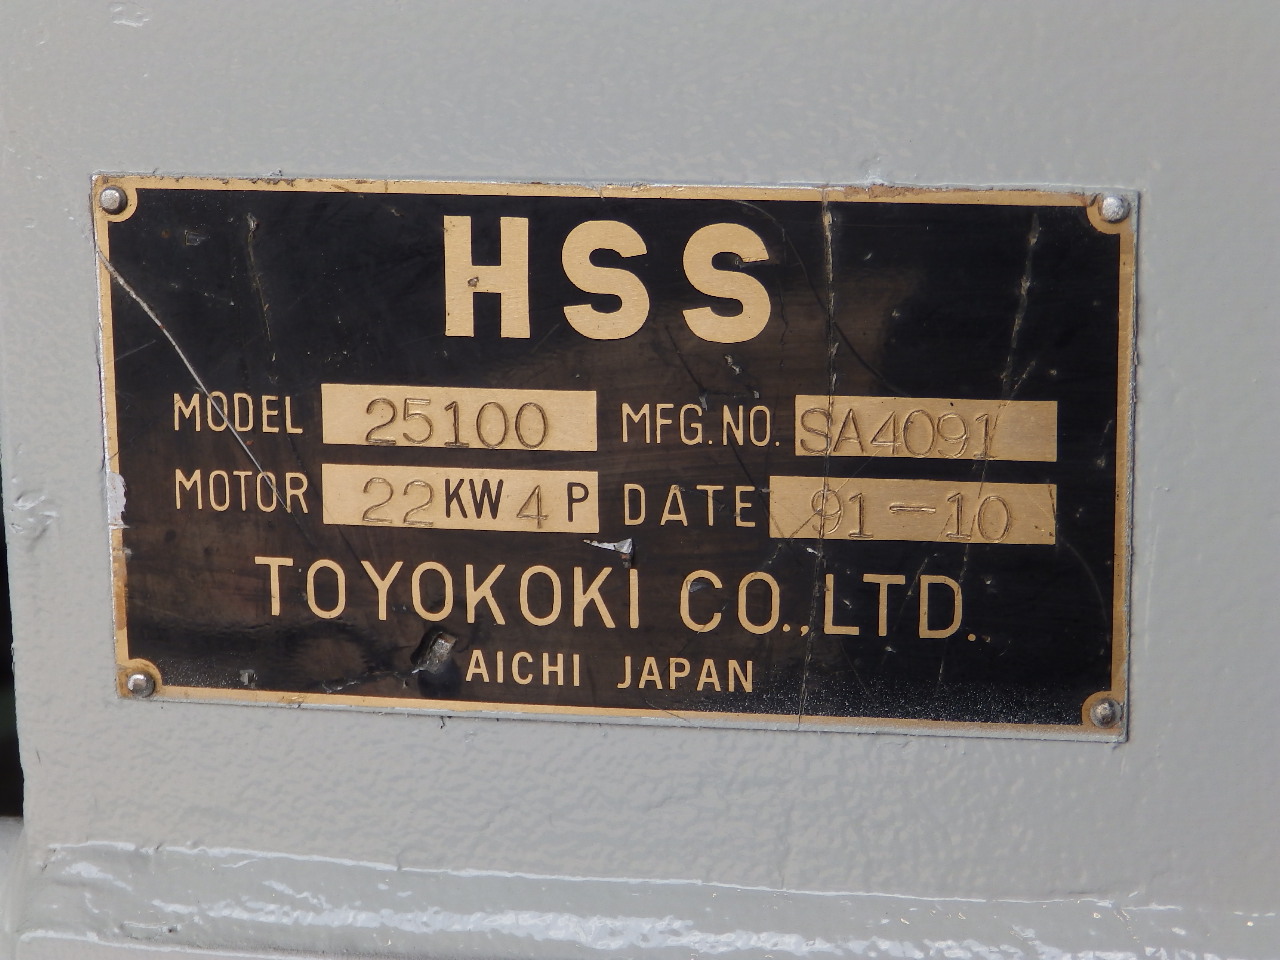 HSS
MODEL 25100 MFG. NO. SA4091
MOTOR 22 KW 4 P DATE 91-10
TOYOKOKI CO., LTD.
AICHI JAPAN